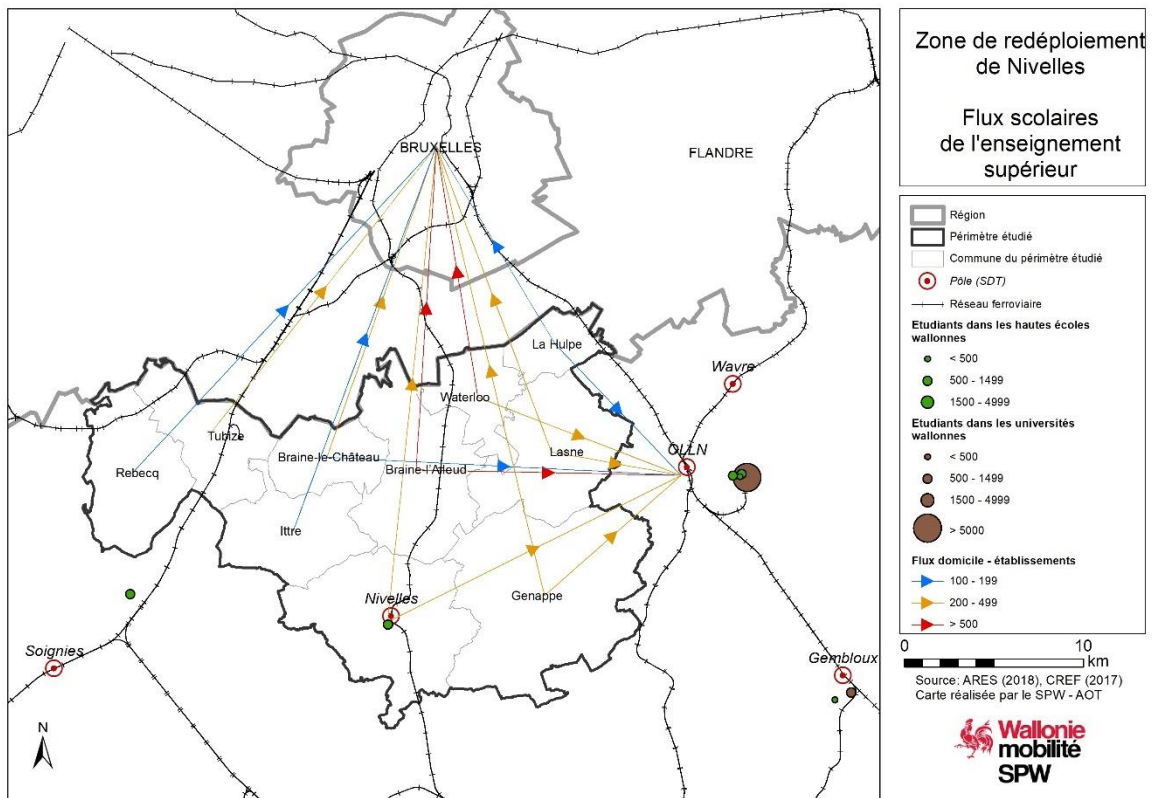 Zone de redéploiement
de Nivelles
Flux scolaires
de l'enseignement
supérieur
BRUXELLES
FLANDRE
La Hulpe
Wavre
Waterloo
Tubize
Rebecq
Braine-le-Château
Braine-l'Alleud
Lasne
OLLN
Ittre
Nivelles
Genappe
Soignies
Gembloux
N
Région
Périmètre étudié
Commune du périmètre étudié
Pôle (SDT)
Réseau ferroviaire
Etudiants dans les hautes écoles
wallonnes
< 500
500 - 1499
1500 - 4999
Etudiants dans les universités
wallonnes
< 500
500 - 1499
1500 - 4999
> 5000
Flux domicile - établissements
100 - 199
200 - 499
> 500
0 10
km
Source: ARES (2018), CREF (2017)
Carte réalisée par le SPW - AOT
Wallonie
mobilité
SPW